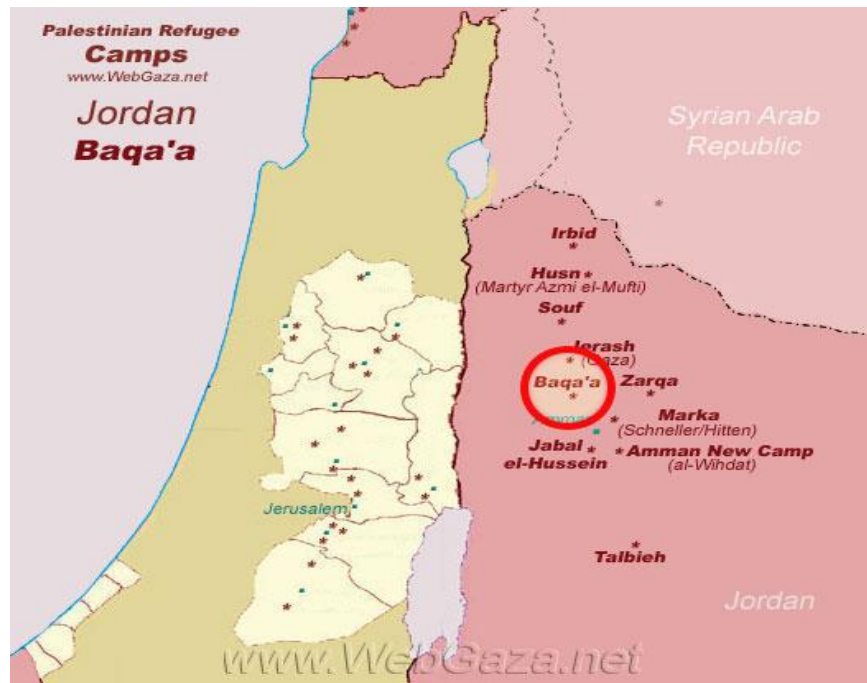 Palestinian Refugee
Camps
www.WebGaza.net
Jordan
Baqa'a
Syrian Arab
Republic
Irbid
Husn
(Martyr Azmi el-Mufti)
Souf
Jerash
(Gaza)
Baqa'a
Zarqa
Amman
Marka
(Schneller/Hitten)
Jabal
el-Hussein
Amman New Camp
(al-Wihdat)
Jerusalem
Talbieh
Jordan
www.WebGaza.net